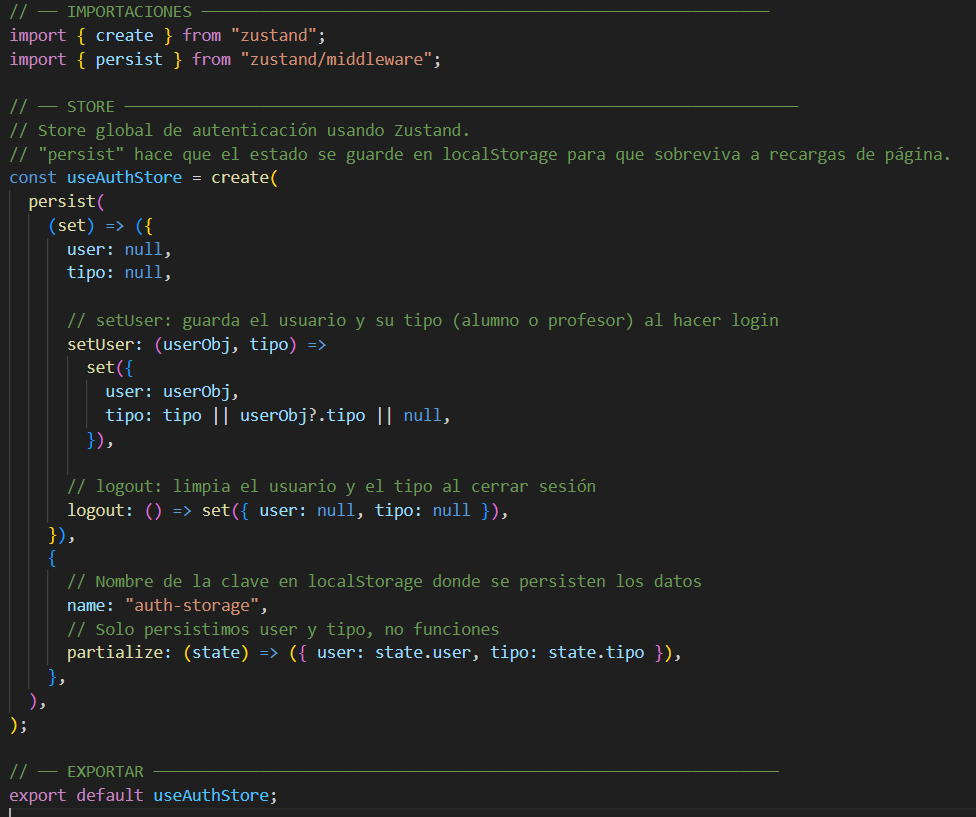 // ── IMPORTACIONES ───────────────────────────────────────────────────────────
import { create } from "zustand";
import { persist } from "zustand/middleware";
// ── STORE ──────────────────────────────────────────────────────────────────────
// Store global de autenticación usando Zustand.
// "persist" hace que el estado se guarde en localStorage para que sobreviva a recargas de página.
const useAuthStore = create(
  persist(
    (set) => ({
      user: null,
      tipo: null,
      // setUser: guarda el usuario y su tipo (alumno o profesor) al hacer login
      setUser: (userObj, tipo) =>
        set({
          user: userObj,
          tipo: tipo || userObj?.tipo || null,
        }),
      // logout: limpia el usuario y el tipo al cerrar sesión
      logout: () => set({ user: null, tipo: null }),
    }),
    {
      // Nombre de la clave en localStorage donde se persisten los datos
      name: "auth-storage",
      // Solo persistimos user y tipo, no funciones
      partialize: (state) => ({ user: state.user, tipo: state.tipo }),
    },
  ),
);
// ── EXPORTAR ─────────────────────────────────────────────────────────────────
export default useAuthStore;